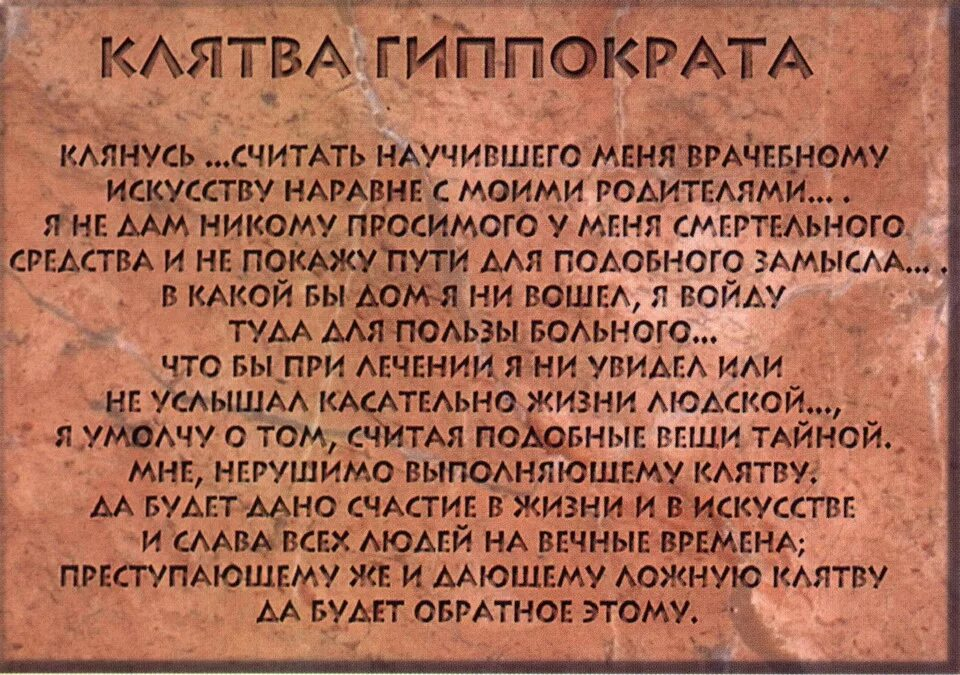 КЛЯТВА ГИППОКРАТА
КЛЯНУСЬ ...СЧИТАТЬ НАУЧИВШЕГО МЕНЯ ВРАЧЕБНОМУ
ИСКУССТВУ НАРАВНЕ С МОИМИ РОДИТЕЛЯМИ... .
Я НЕ ДАМ НИКОМУ ПРОСИМОГО У МЕНЯ СМЕРТЕЛЬНОГО
СРЕДСТВА И НЕ ПОКАЖУ ПУТИ ДЛЯ ПОДОБНОГО ЗАМЫСЛА... .
В КАКОЙ БЫ ДОМ Я НИ ВОШЕЛ, Я ВОЙДУ
ТУДА ДЛЯ ПОЛЬЗЫ БОЛЬНОГО...
ЧТО БЫ ПРИ ЛЕЧЕНИИ Я НИ УВИДЕЛ ИЛИ
НЕ УСЛЫШАЛ КАСАТЕЛЬНО ЖИЗНИ ЛЮДСКОЙ...,
Я УМОЛЧУ О ТОМ, СЧИТАЯ ПОДОБНЫЕ ВЕЩИ ТАЙНОЙ.
МНЕ, НЕРУШИМО ВЫПОЛНЯЮЩЕМУ КЛЯТВУ,
ДА БУДЕТ ДАНО СЧАСТИЕ В ЖИЗНИ И В ИСКУССТВЕ
И СЛАВА ВСЕХ ЛЮДЕЙ НА ВЕЧНЫЕ ВРЕМЕНА;
ПРЕСТУПАЮЩЕМУ ЖЕ И ДАЮЩЕМУ ЛОЖНУЮ КЛЯТВУ
ДА БУДЕТ ОБРАТНОЕ ЭТОМУ.